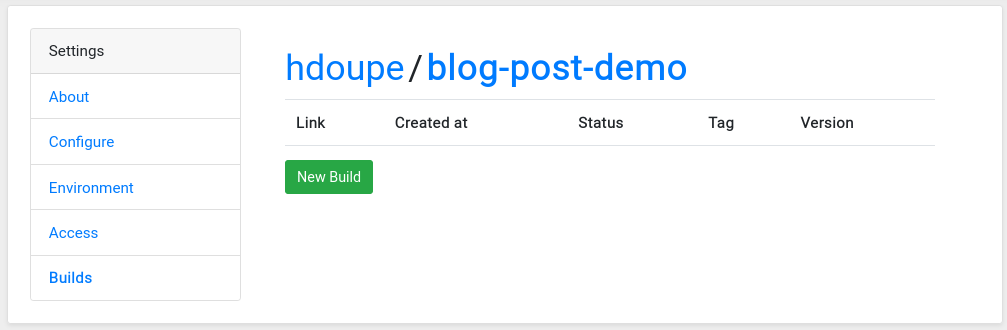 Settings
About
Configure
Environment
Access
Builds
hdoupe/blog-post-demo
Link Created at Status Tag Version
New Build